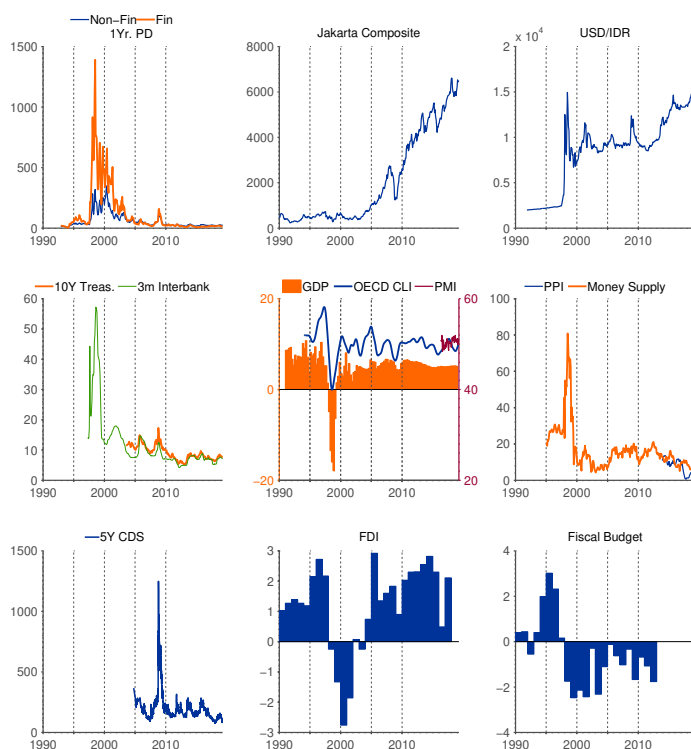 Non-Fin Fin
1Yr. PD
1500
1000
500
0
1990 2000 2010
Jakarta Composite
8000
6000
4000
2000
0
1990 2000 2010
USD/IDR
2 x 10⁴
1.5
1
0.5
0
1990 2000 2010
10Y Treas. 3m Interbank
60
50
40
30
20
10
0
1990 2000 2010
GDP OECD CLI PMI
20 60
0 40
−20 20
1990 2000 2010
PPI Money Supply
100
80
60
40
20
0
1990 2000 2010
5Y CDS
1500
1000
500
0
1990 2000 2010
FDI
3
2
1
0
−1
−2
−3
1990 2000 2010
Fiscal Budget
4
2
0
−2
−4
1990 2000 2010